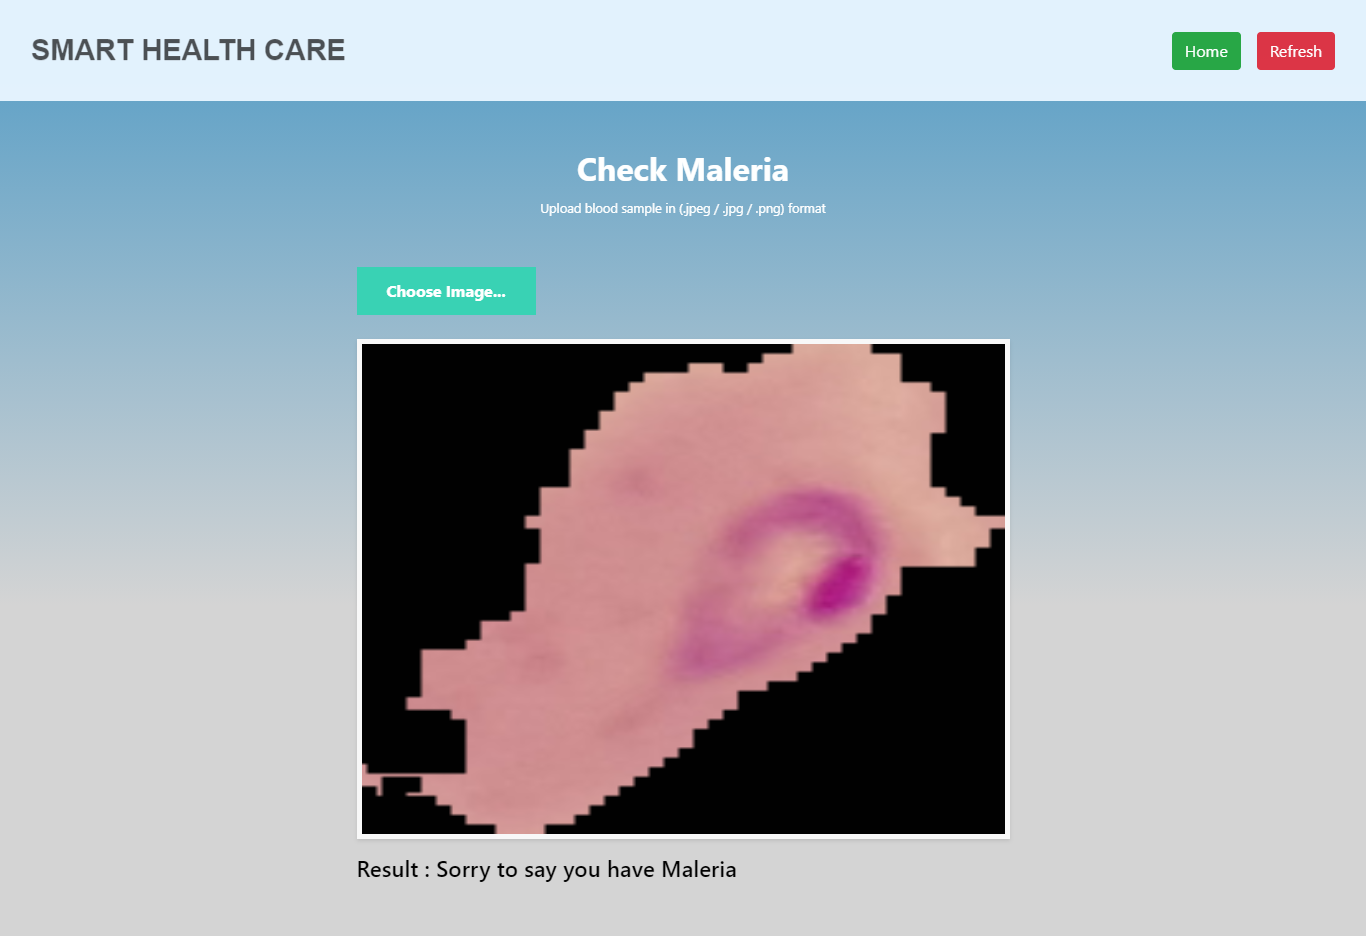 SMART HEALTH CARE
Home
Refresh
Check Maleria
Upload blood sample in (.jpeg / .jpg / .png) format
Choose Image...
Result : Sorry to say you have Maleria